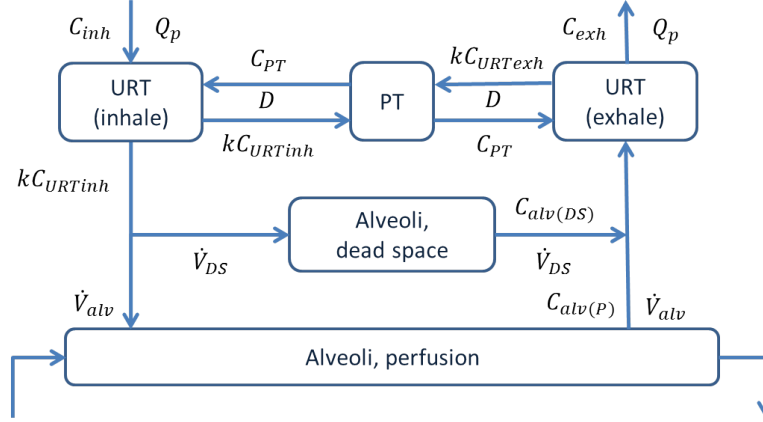 C_inh Q_p
C_exh Q_p
C_PT
kC_URTexh
URT
(inhale)
D
PT
D
URT
(exhale)
kC_URTinh
C_PT
kC_URTinh
Alveoli,
dead space
C_alv(DS)
V̇_DS
V̇_DS
V̇_alv
C_alv(P) V̇_alv
Alveoli, perfusion